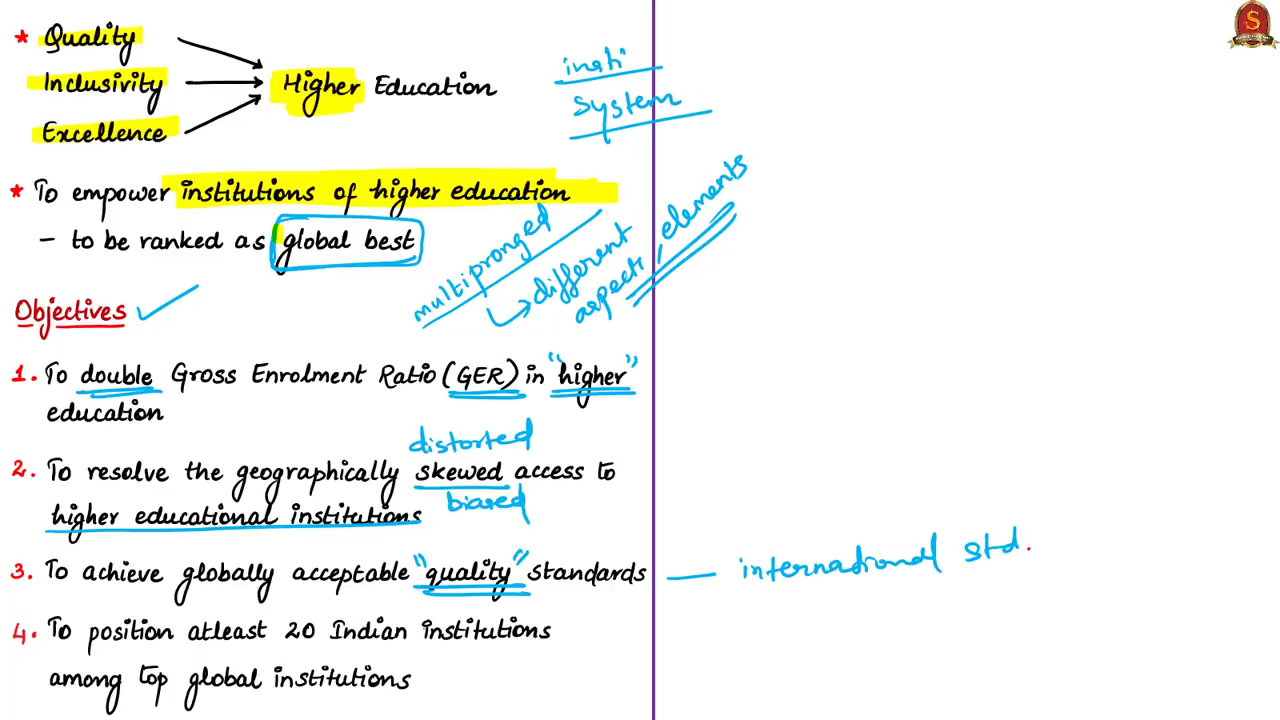 * Quality
Inclusivity
Excellence
Higher Education
insti
System
* To empower institutions of higher education
- to be ranked as global best
multipronged
different
aspects, elements
Objectives
1. To double Gross Enrolment Ratio (GER) in "higher"
education
distorted
2. To resolve the geographically skewed access to
biased
higher educational institutions
3. To achieve globally acceptable "quality" standards — international std.
4. To position atleast 20 Indian institutions
among top global institutions
S